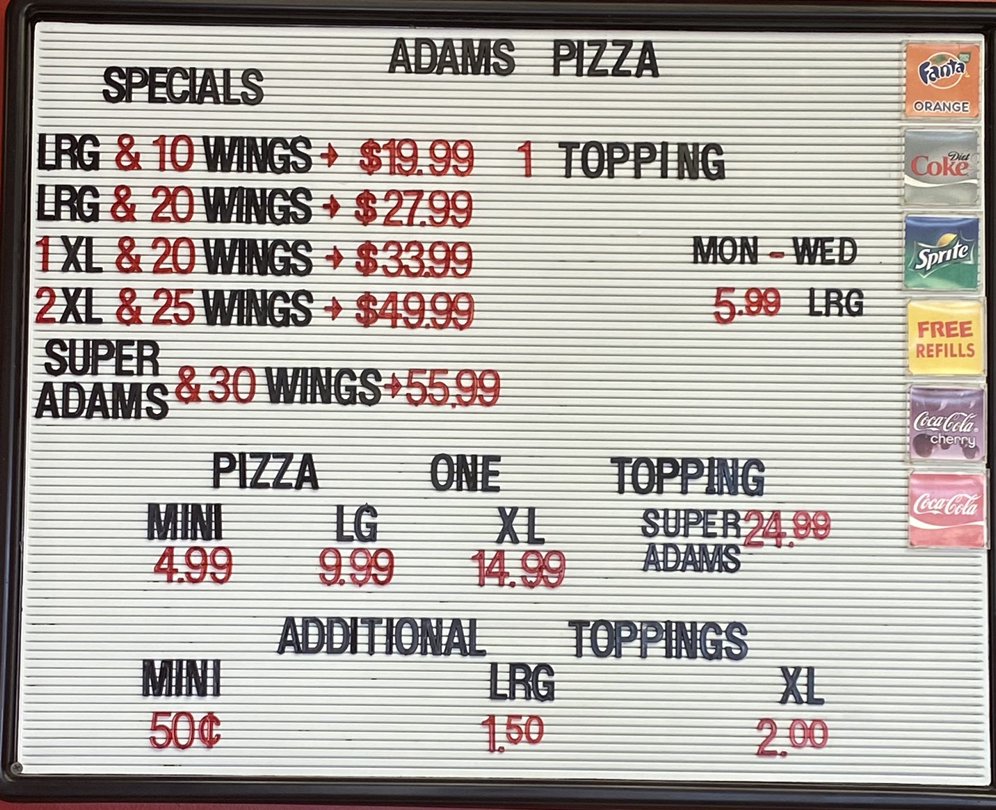 ADAMS PIZZA
SPECIALS
LRG & 10 WINGS → $19.99 1 TOPPING
LRG & 20 WINGS → $27.99
1 XL & 20 WINGS → $33.99
MON - WED
2 XL & 25 WINGS → $49.99
5.99 LRG
SUPER
ADAMS & 30 WINGS → 55.99
PIZZA ONE TOPPING
MINI LG XL
4.99 9.99 14.99
SUPER 24.99
ADAMS
ADDITIONAL TOPPINGS
MINI LRG XL
50¢ 1.50 2.00
Fanta
ORANGE
Diet
Coke
Sprite
FREE
REFILLS
Coca-Cola
cherry
Coca-Cola